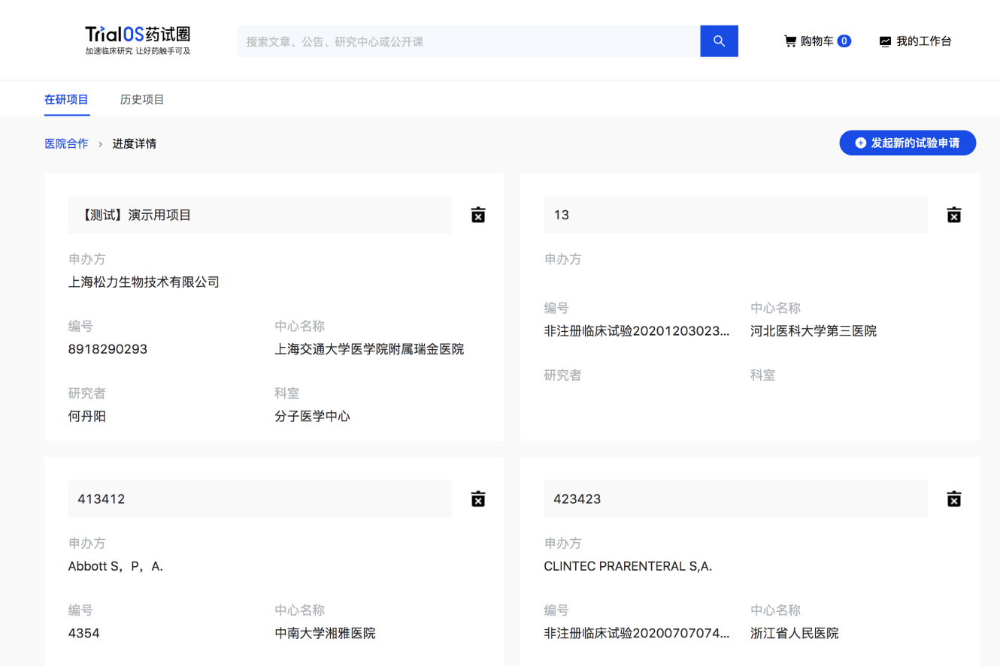 TrialOS药试圈
加速临床研究 让好药触手可及
搜索文章、公告、研究中心或公开课
购物车 0
我的工作台
在研项目 历史项目
医院合作 › 进度详情
发起新的试验申请
【测试】演示用项目
申办方
上海松力生物技术有限公司
编号 中心名称
8918290293 上海交通大学医学院附属瑞金医院
研究者 科室
何丹阳 分子医学中心
13
申办方
编号 中心名称
非注册临床试验20201203023... 河北医科大学第三医院
研究者 科室
413412
申办方
Abbott S，P，A.
编号 中心名称
4354 中南大学湘雅医院
423423
申办方
CLINTEC PRARENTERAL S,A.
编号 中心名称
非注册临床试验20200707074... 浙江省人民医院